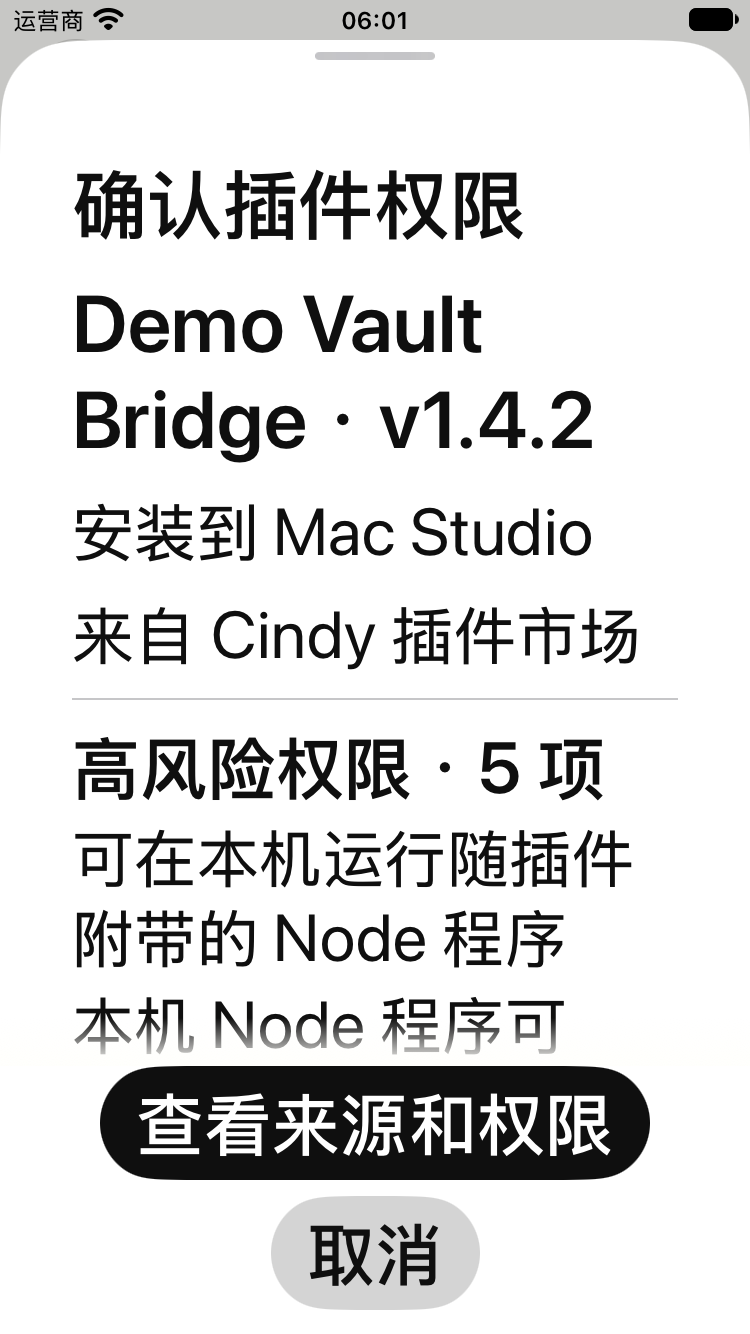 运营商
06:01
确认插件权限
Demo Vault
Bridge · v1.4.2
安装到 Mac Studio
来自 Cindy 插件市场
高风险权限 · 5 项
可在本机运行随插件
附带的 Node 程序
本机 Node 程序可
查看来源和权限
取消